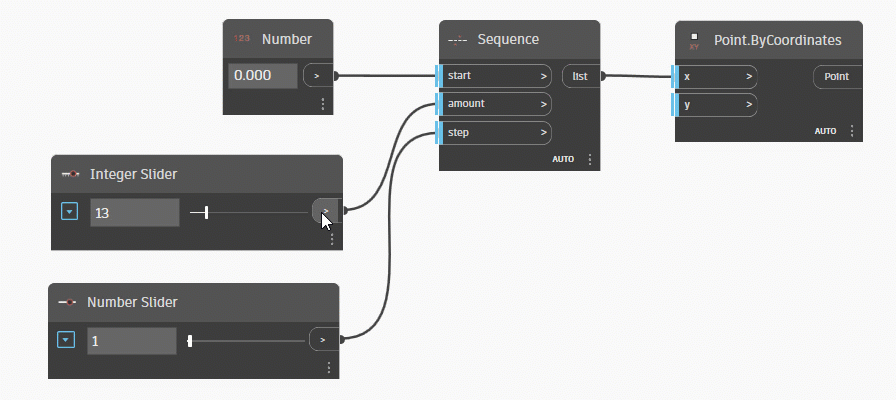 123 Number
0.000 >
Sequence
start > list
amount >
step >
AUTO
XY Point.ByCoordinates
x > Point
y >
AUTO
Integer Slider
13 >
Number Slider
1 >